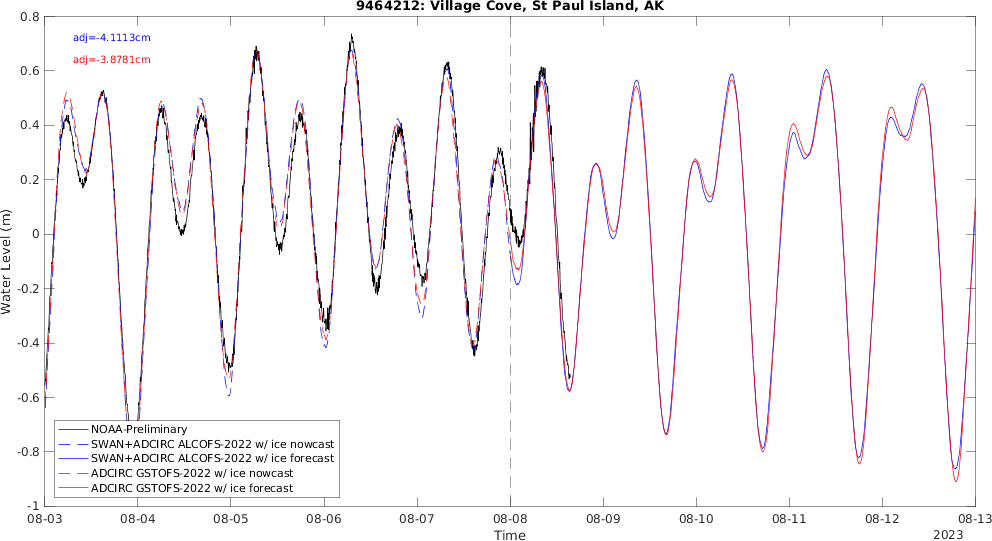 9464212: Village Cove, St Paul Island, AK
adj=-4.1113cm
adj=-3.8781cm
0.8
0.6
0.4
0.2
0
-0.2
-0.4
-0.6
-0.8
-1
Water Level (m)
NOAA-Preliminary
SWAN+ADCIRC ALCOFS-2022 w/ ice nowcast
SWAN+ADCIRC ALCOFS-2022 w/ ice forecast
ADCIRC GSTOFS-2022 w/ ice nowcast
ADCIRC GSTOFS-2022 w/ ice forecast
08-03 08-04 08-05 08-06 08-07 08-08 08-09 08-10 08-11 08-12 08-13
Time
2023